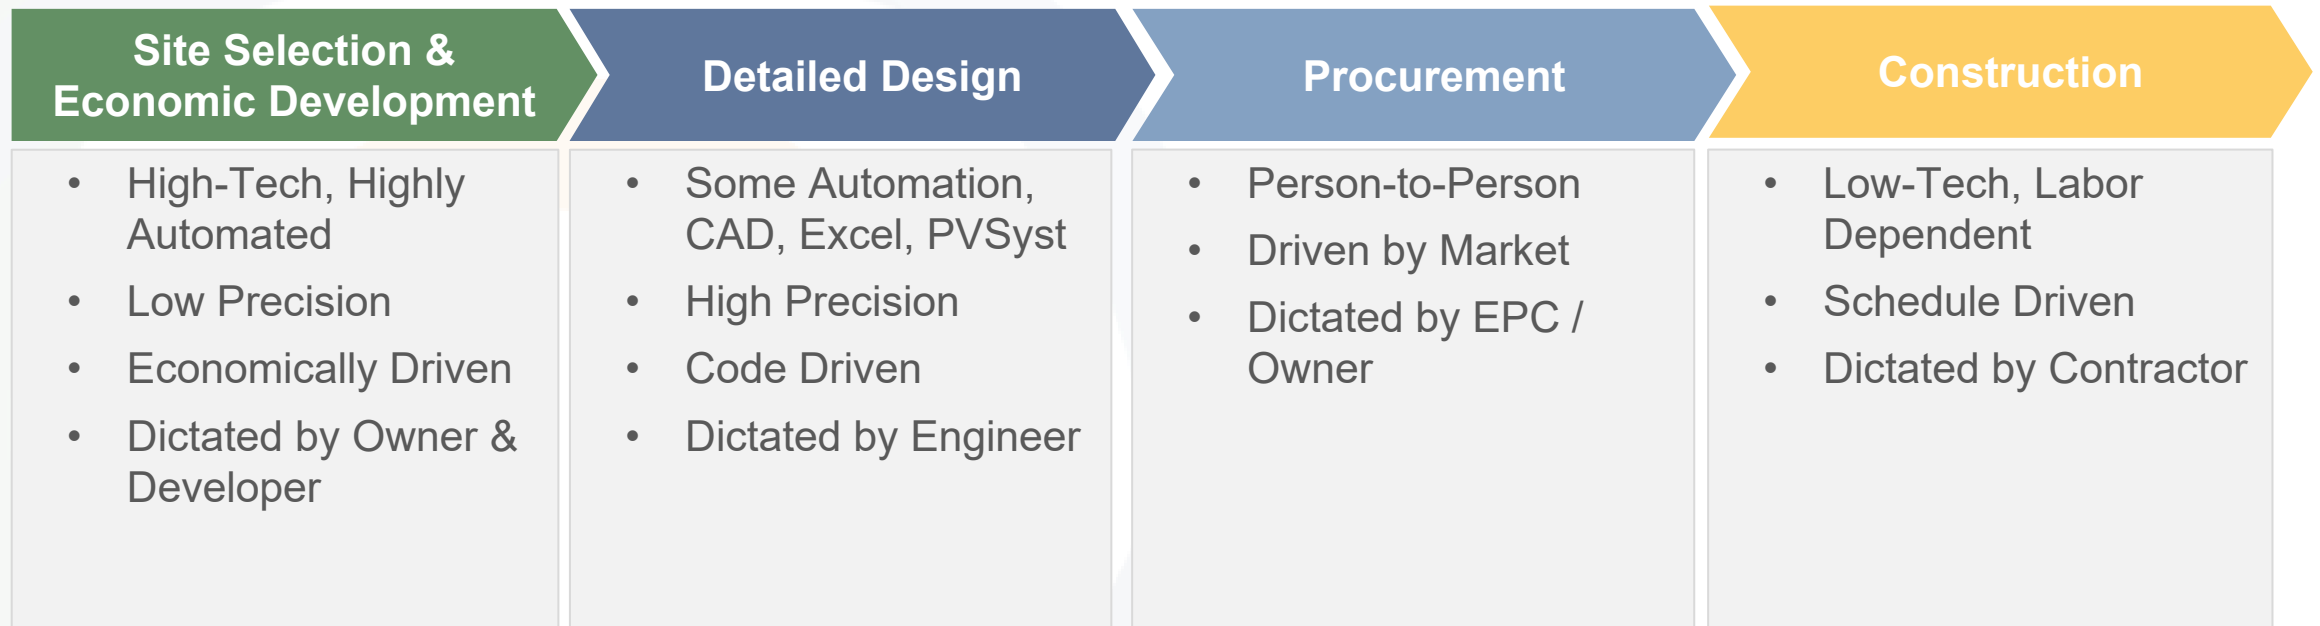 Site Selection &
Economic Development
• High-Tech, Highly
Automated
• Low Precision
• Economically Driven
• Dictated by Owner &
Developer
Detailed Design
• Some Automation,
CAD, Excel, PVSyst
• High Precision
• Code Driven
• Dictated by Engineer
Procurement
• Person-to-Person
• Driven by Market
• Dictated by EPC /
Owner
Construction
• Low-Tech, Labor
Dependent
• Schedule Driven
• Dictated by Contractor